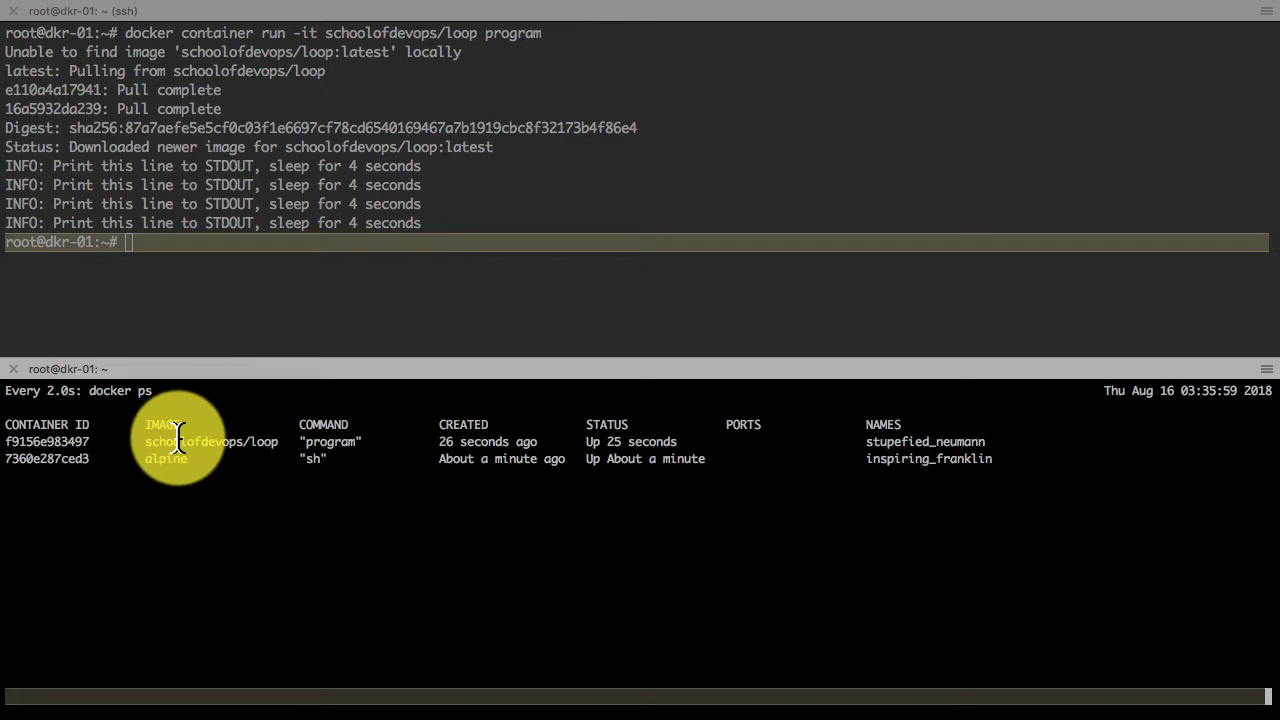 root@dkr-01: ~ (ssh)
root@dkr-01:~# docker container run -it schoolofdevops/loop program
Unable to find image 'schoolofdevops/loop:latest' locally
latest: Pulling from schoolofdevops/loop
e110a4a17941: Pull complete
16a5932da239: Pull complete
Digest: sha256:87a7aefe5e5cf0c03f1e6697cf78cd6540169467a7b1919cbc8f32173b4f86e4
Status: Downloaded newer image for schoolofdevops/loop:latest
INFO: Print this line to STDOUT, sleep for 4 seconds
INFO: Print this line to STDOUT, sleep for 4 seconds
INFO: Print this line to STDOUT, sleep for 4 seconds
INFO: Print this line to STDOUT, sleep for 4 seconds
root@dkr-01:~#
root@dkr-01: ~
Every 2.0s: docker ps Thu Aug 16 03:35:59 2018
CONTAINER ID IMAGE COMMAND CREATED STATUS PORTS NAMES
f9156e983497 schoolofdevops/loop "program" 26 seconds ago Up 25 seconds stupefied_neumann
7360e287ced3 alpine "sh" About a minute ago Up About a minute inspiring_franklin